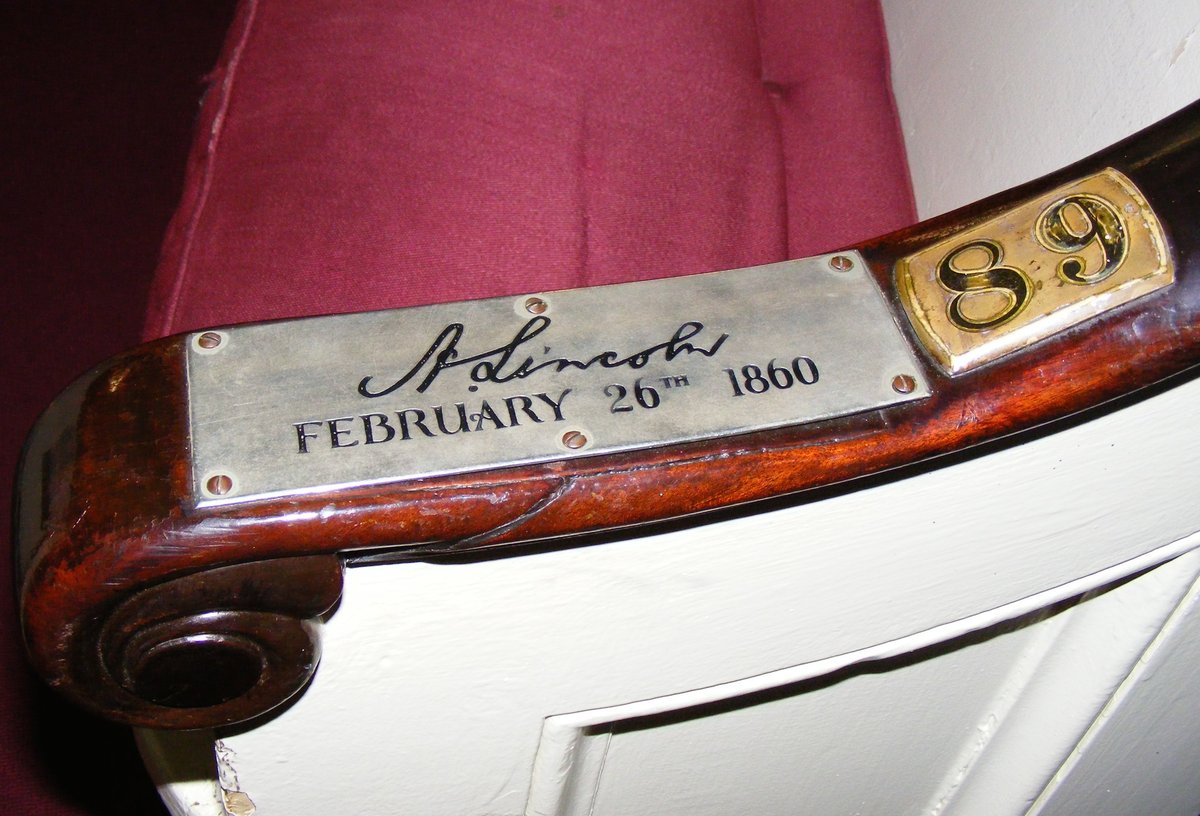 A. Lincoln
FEBRUARY 26TH 1860
89